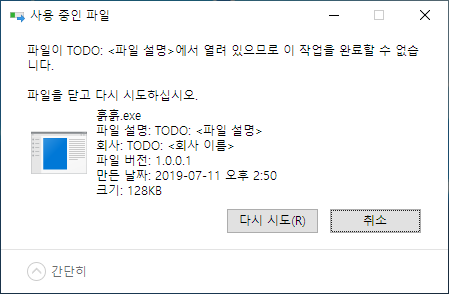 사용 중인 파일
파일이 TODO: <파일 설명>에서 열려 있으므로 이 작업을 완료할 수 없습
니다.
파일을 닫고 다시 시도하십시오.
흙흙.exe
파일 설명: TODO: <파일 설명>
회사: TODO: <회사 이름>
파일 버전: 1.0.0.1
만든 날짜: 2019-07-11 오후 2:50
크기: 128KB
다시 시도(R)
취소
간단히